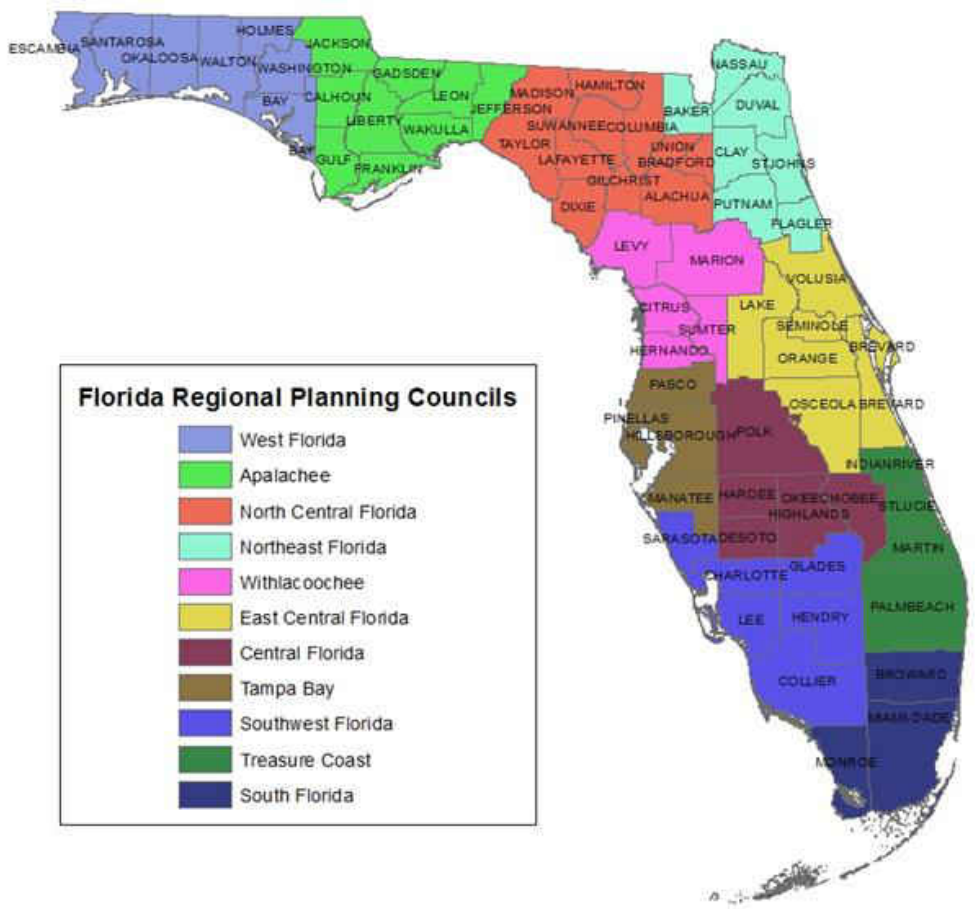 HOLMES
ESCAMBIA
SANTAROSA
OKALOOSA
WALTON
JACKSON
WASHINGTON
GADSDEN
BAY
CALHOUN
LEON
JEFFERSON
MADISON
HAMILTON
NASSAU
LIBERTY
WAKULLA
SUWANNEE
COLUMBIA
BAKER
DUVAL
BAY
GULF
FRANKLIN
TAYLOR
LAFAYETTE
UNION
BRADFORD
CLAY
STJOHNS
GILCHRIST
DIXIE
ALACHUA
PUTNAM
FLAGLER
LEVY
MARION
VOLUSIA
CITRUS
LAKE
SUMTER
SEMINOLE
HERNANDO
ORANGE
BREVARD
PASCO
OSCEOLA
BREVARD
PINELLAS
HILLSBOROUGH
POLK
INDIANRIVER
MANATEE
HARDEE
OKEECHOBEE
STLUCIE
HIGHLANDS
SARASOTA
DESOTO
MARTIN
CHARLOTTE
GLADES
LEE
HENDRY
PALMBEACH
COLLIER
BROWARD
MIAMI-DADE
MONROE
Florida Regional Planning Councils
West Florida
Apalachee
North Central Florida
Northeast Florida
Withlacoochee
East Central Florida
Central Florida
Tampa Bay
Southwest Florida
Treasure Coast
South Florida